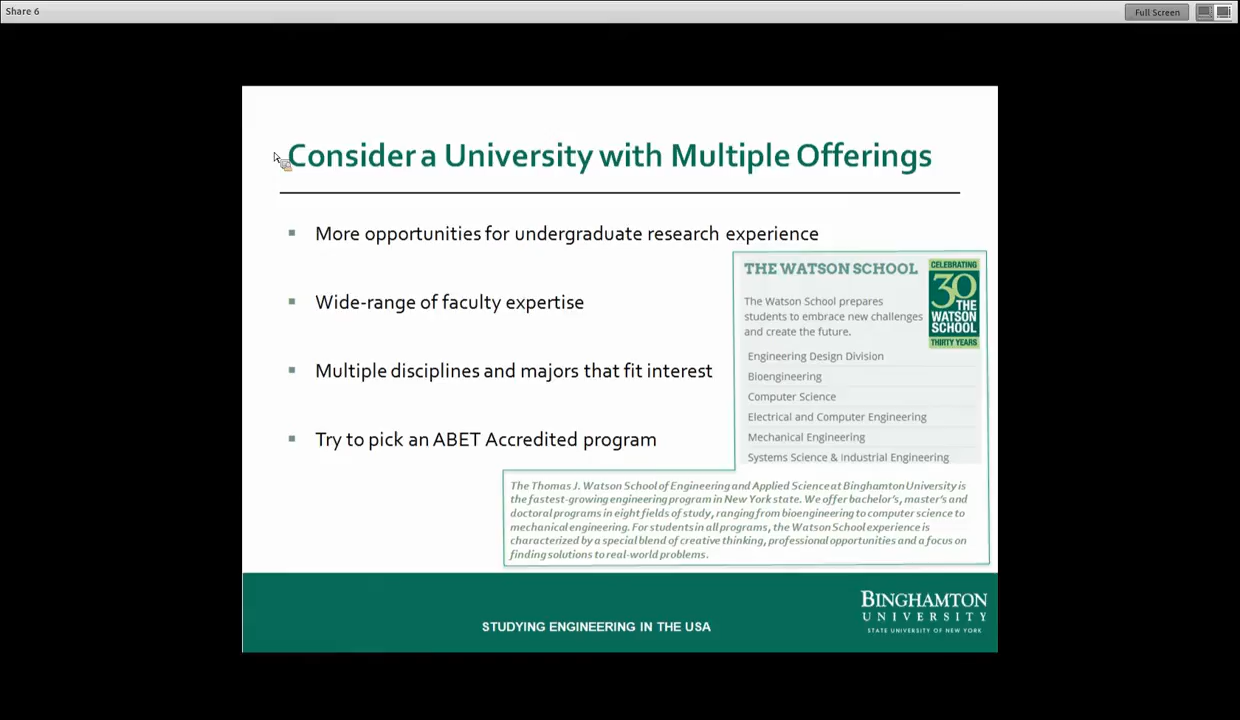 Share 6
Full Screen
Consider a University with Multiple Offerings
More opportunities for undergraduate research experience
Wide-range of faculty expertise
Multiple disciplines and majors that fit interest
Try to pick an ABET Accredited program
THE WATSON SCHOOL
The Watson School prepares
students to embrace new challenges
and create the future.
CELEBRATING
30
THE
WATSON
SCHOOL
THIRTY YEARS
Engineering Design Division
Bioengineering
Computer Science
Electrical and Computer Engineering
Mechanical Engineering
Systems Science & Industrial Engineering
The Thomas J. Watson School of Engineering and Applied Science at Binghamton University is
the fastest-growing engineering program in New York state. We offer bachelor's, master's and
doctoral programs in eight fields of study, ranging from bioengineering to computer science to
mechanical engineering. For students in all programs, the Watson School experience is
characterized by a special blend of creative thinking, professional opportunities and a focus on
finding solutions to real-world problems.
STUDYING ENGINEERING IN THE USA
BINGHAMTON
UNIVERSITY
STATE UNIVERSITY OF NEW YORK